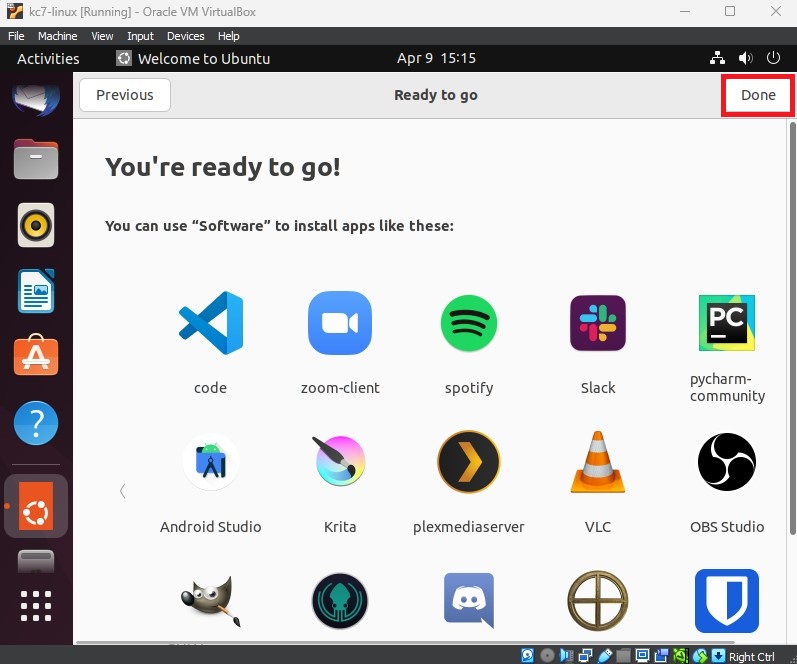 kc7-linux [Running] - Oracle VM VirtualBox
File Machine View Input Devices Help
Activities Welcome to Ubuntu Apr 9 15:15
Previous Ready to go Done
You're ready to go!
You can use “Software” to install apps like these:
PC
code zoom-client spotify Slack pycharm-
community
Android Studio Krita plexmediaserver VLC OBS Studio
Right Ctrl